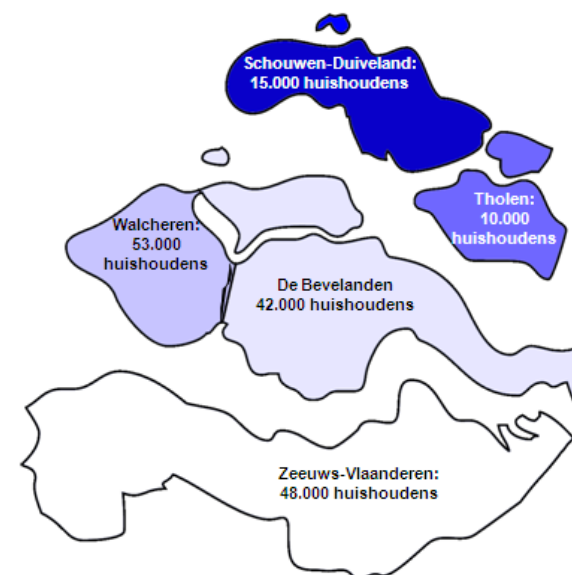 Schouwen-Duiveland:
15.000 huishoudens
Tholen:
10.000
huishoudens
Walcheren:
53.000
huishoudens
De Bevelanden
42.000 huishoudens
Zeeuws-Vlaanderen:
48.000 huishoudens